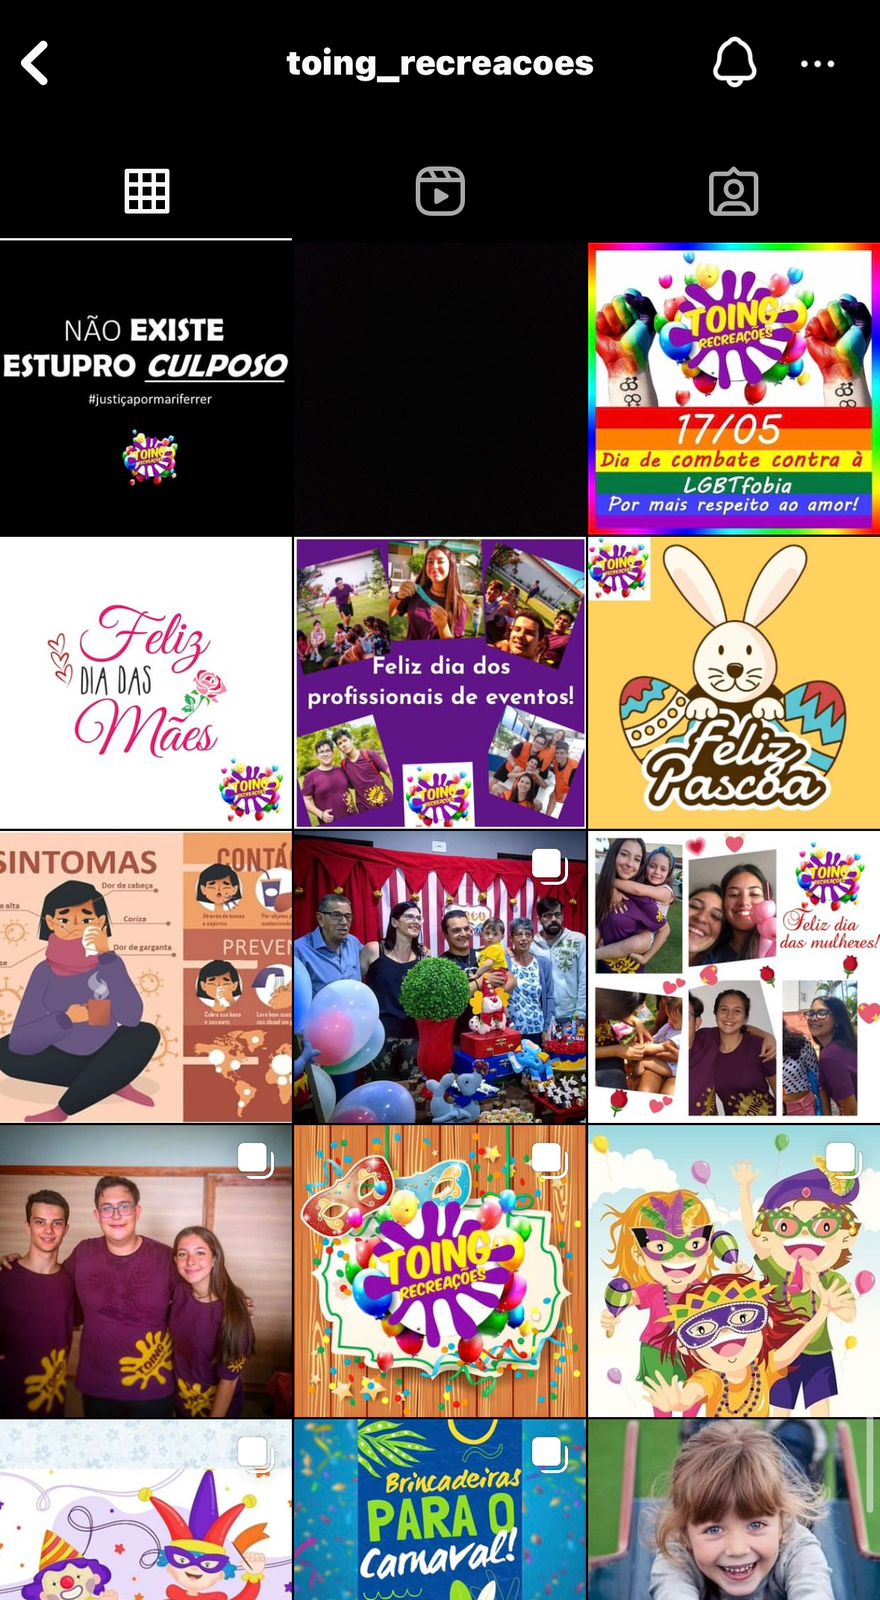 toing_recreacoes
NÃO EXISTE
ESTUPRO CULPOSO
#justiçapormariferrer
TOING
RECREAÇÕES
TOING
RECREAÇÕES
17/05
Dia de combate contra à
LGBTfobia
Por mais respeito ao amor!
Feliz
DIA DAS
Mães
TOING
RECREAÇÕES
Feliz dia dos
profissionais de eventos!
TOING
RECREAÇÕES
TOING
RECREAÇÕES
Feliz
Pascoa
SINTOMAS
Dor de cabeça
e alta
Coriza
Dor de garganta
se
CONTÁ
PREVEN
TOING
RECREAÇÕES
Feliz dia
das mulheres!
TOING
TOING
RECREAÇÕES
Brincadeiras
PARA O
Carnaval!